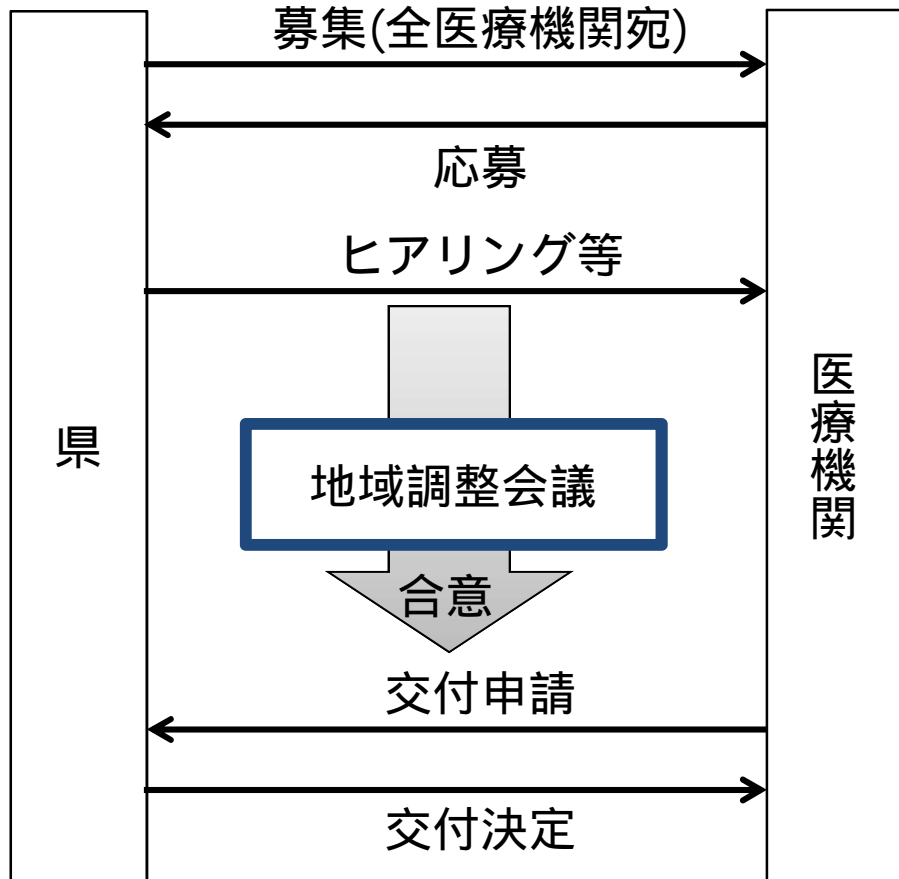 募集(全医療機関宛)
応募
ヒアリング等
県
医療機関
地域調整会議
合意
交付申請
交付決定